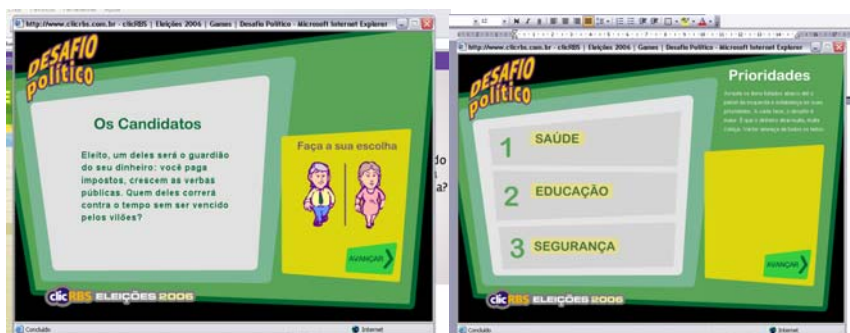 http://www.clicrbs.com.br - clicRBS | Eleições 2006 | Games | Desafio Político - Microsoft Internet Explorer
DESAFIO
político
Os Candidatos
Eleito, um deles será o guardião
do seu dinheiro: você paga
impostos, crescem as verbas
públicas. Quem deles correrá
contra o tempo sem ser vencido
pelos vilões?
Faça a sua escolha
AVANÇAR
clicRBS ELEIÇÕES 2006
Concluído
Internet
do
a?
http://www.clicrbs.com.br - clicRBS | Eleições 2006 | Games | Desafio Político - Microsoft Internet Explorer
DESAFIO
político
Prioridades
1 SAÚDE
2 EDUCAÇÃO
3 SEGURANÇA
AVANÇAR
clicRBS ELEIÇÕES 2006
Concluído
Internet